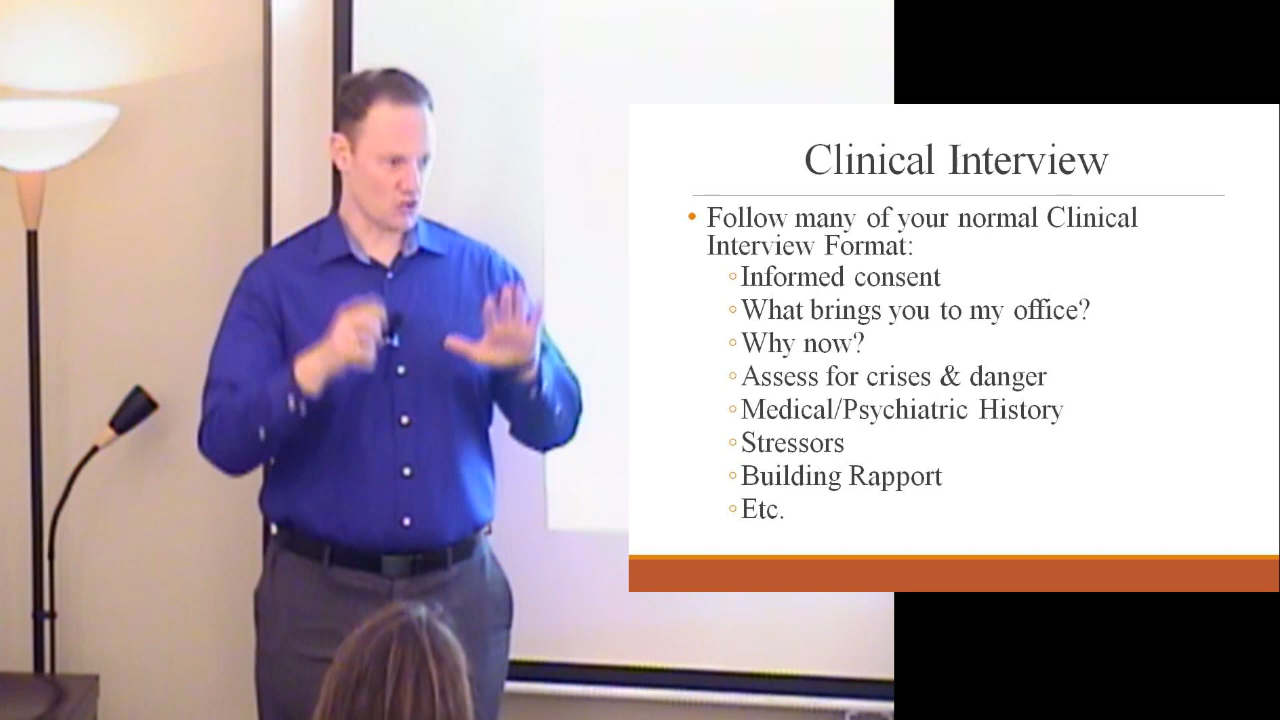 Clinical Interview
• Follow many of your normal Clinical
Interview Format:
◦Informed consent
◦What brings you to my office?
◦Why now?
◦Assess for crises & danger
◦Medical/Psychiatric History
◦Stressors
◦Building Rapport
◦Etc.